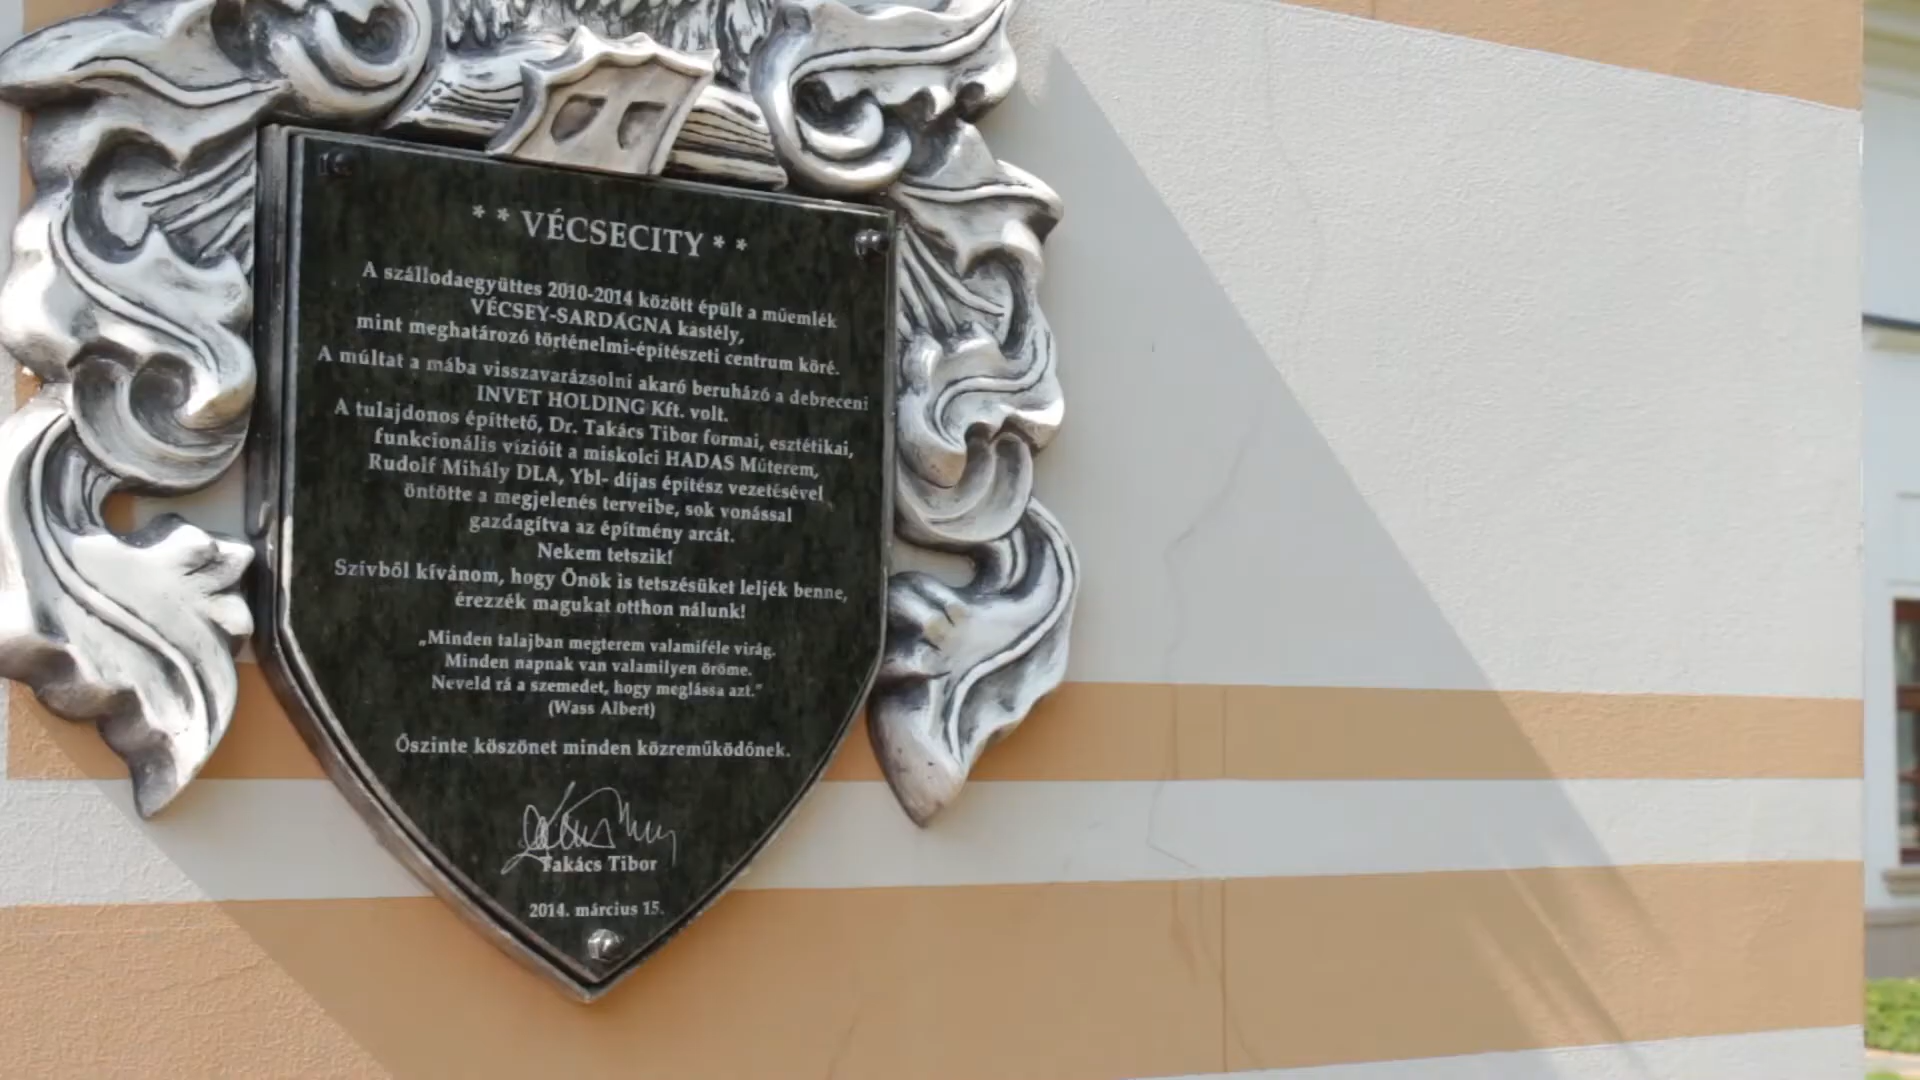 * * VÉCSECITY * *
A szállodaegyüttes 2010-2014 között épült a műemlék
VÉCSEY-SARDAGNA kastély,
mint meghatározó történelmi-építészeti centrum köré.
A múltat a mába visszavarázsolni akaró beruházó a debreceni
INVET HOLDING Kft. volt.
A tulajdonos építtető, Dr. Takács Tibor formai, esztétikai,
funkcionális vízióit a miskolci HADAS Műterem,
Rudolf Mihály DLA, Ybl- díjas építész vezetésével
öntötte a megjelenés terveibe, sok vonással
gazdagítva az építmény arcát.
Nekem tetszik!
Szívből kívánom, hogy Önök is tetszésüket leljék benne,
érezzék magukat otthon nálunk!
„Minden talajban megterem valamiféle virág.
Minden napnak van valamilyen öröme.
Neveld rá a szemedet, hogy meglássa azt.”
(Wass Albert)
Őszinte köszönet minden közreműködőnek.
Takács Tibor
2014. március 15.